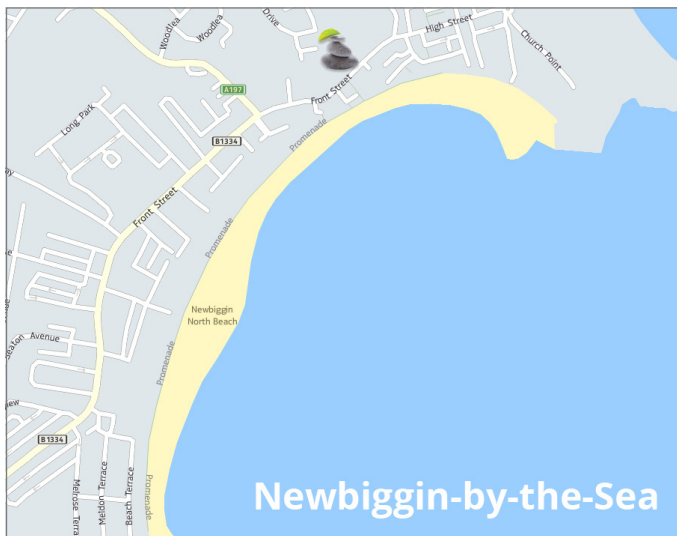 Drive
Woodlea
Woodlea
High Street
Church Point
A197
Front Street
Long Park
Promenade
B1334
Front Street
Promenade
Newbiggin
North Beach
Avenue
Promenade
B1334
Melrose Terra
Meldon Terrace
Beach Terrace
Promenade
Newbiggin-by-the-Sea